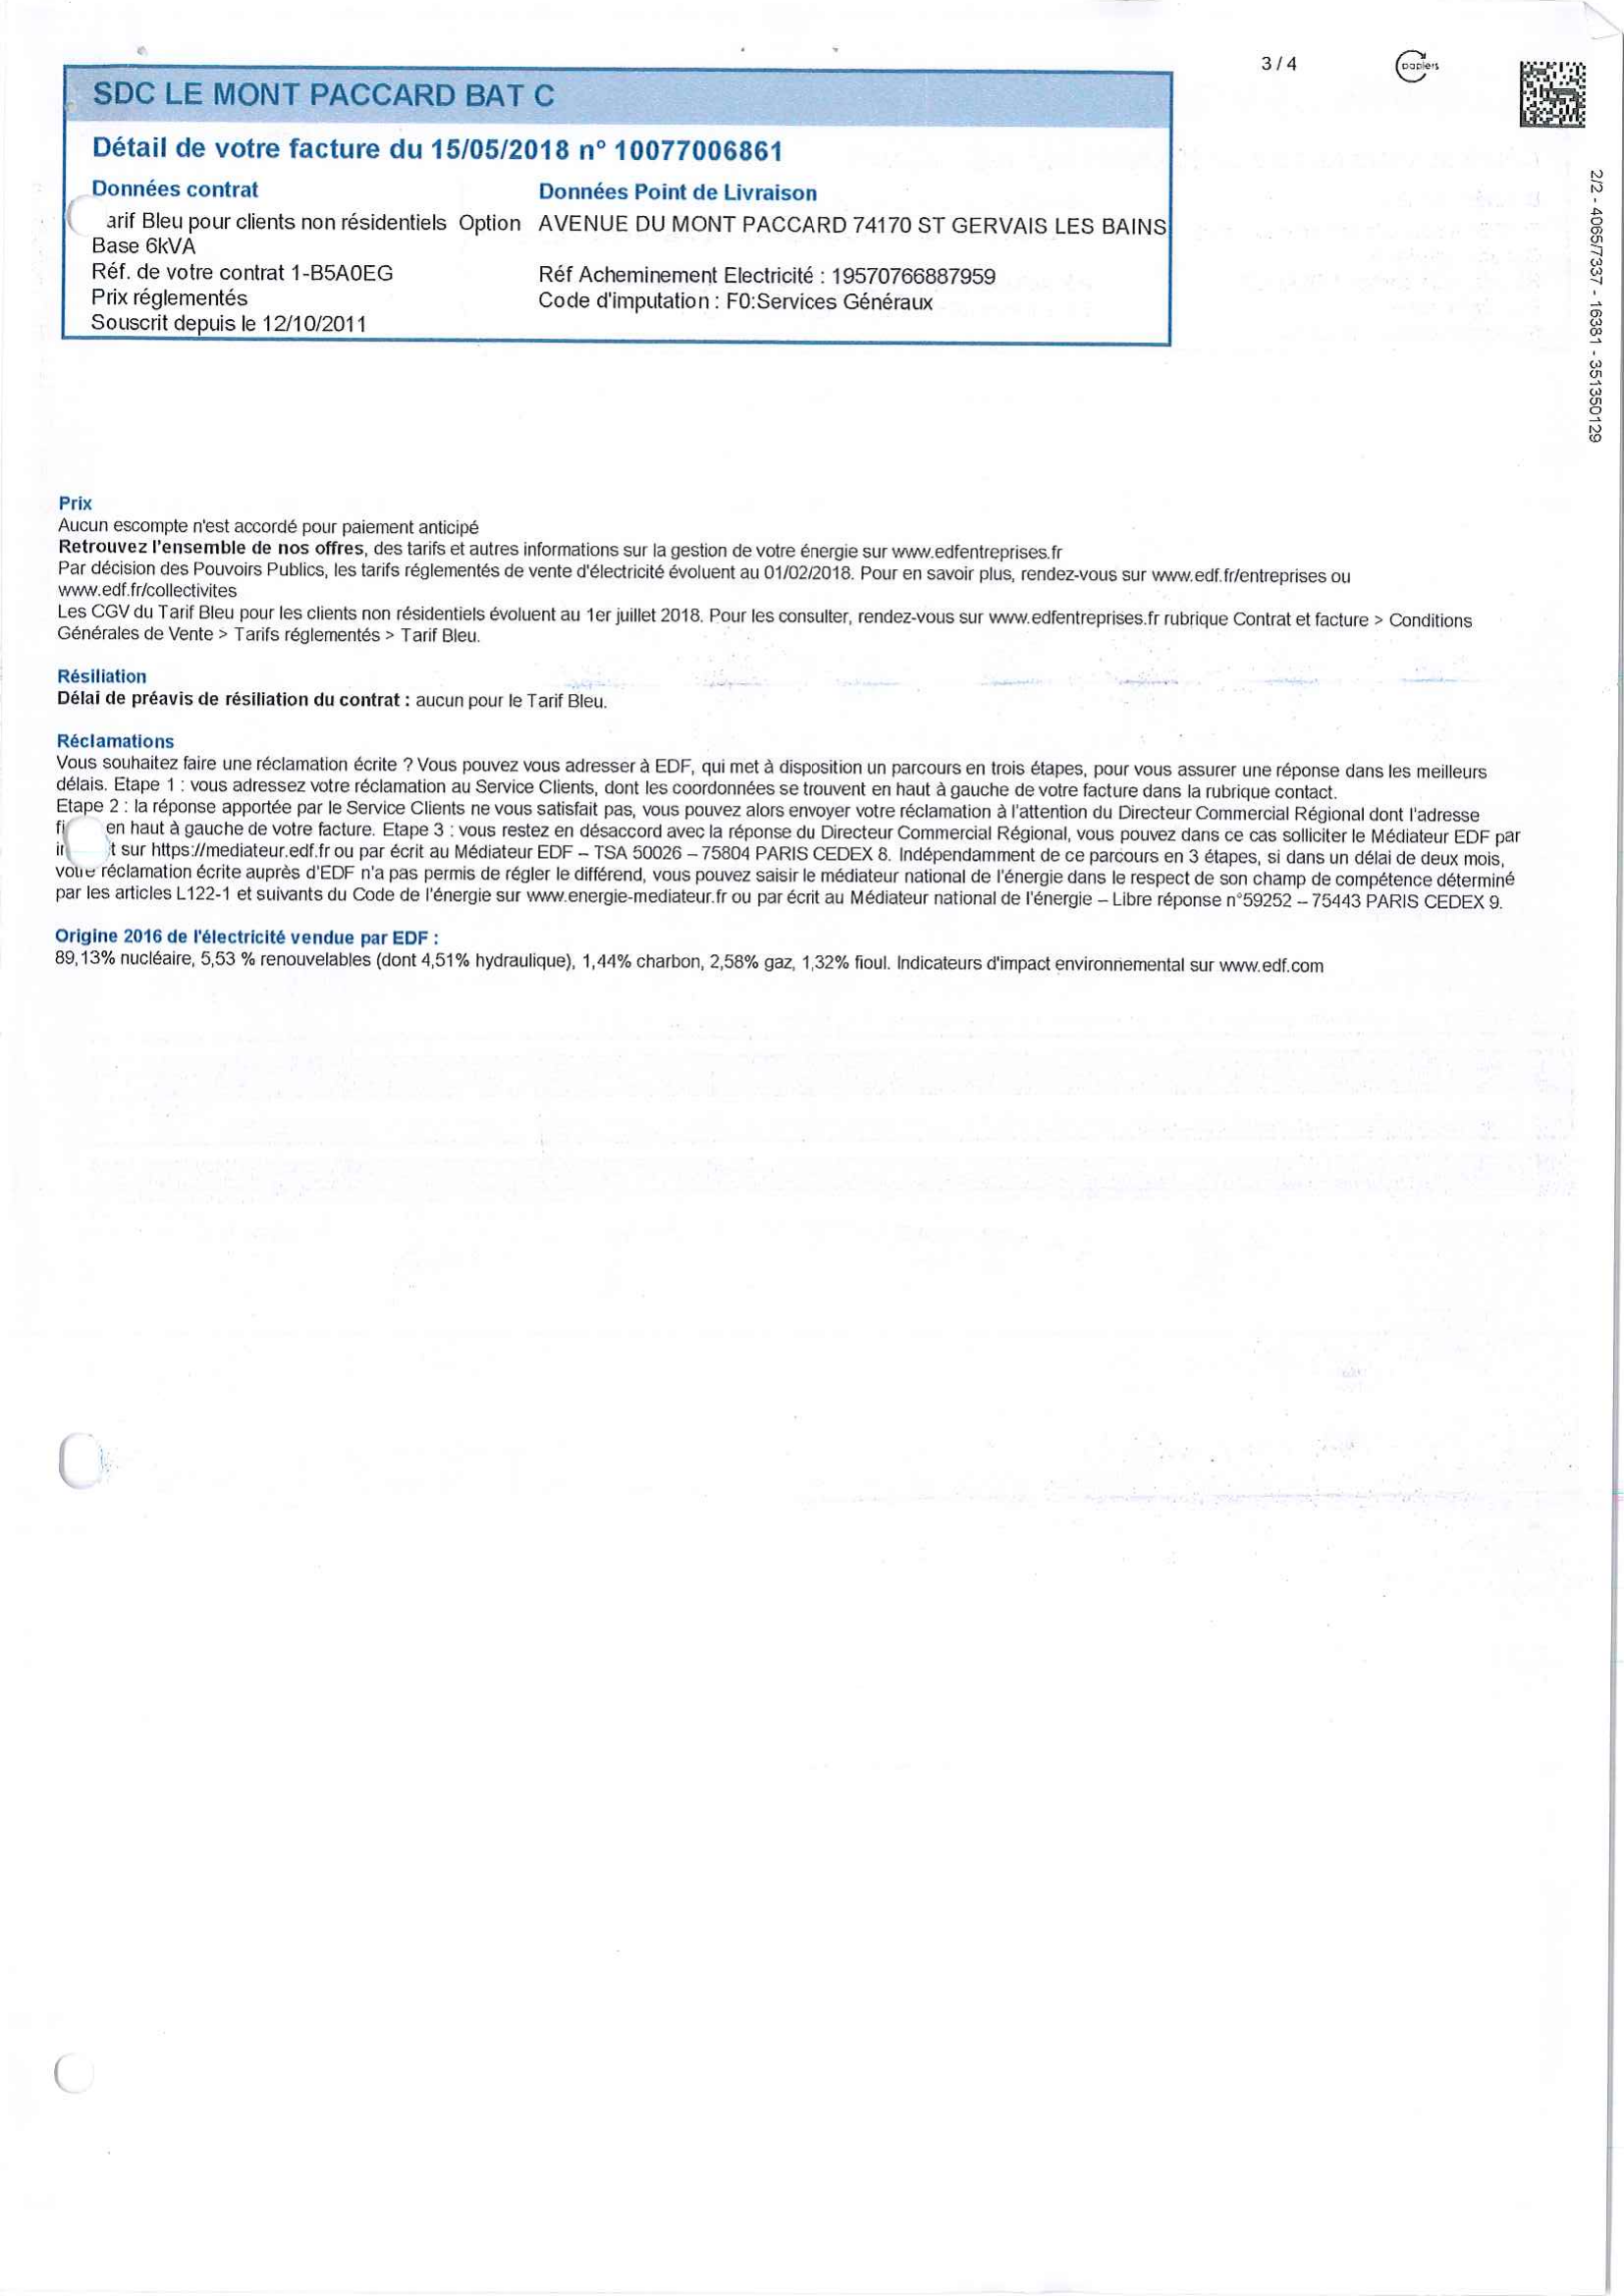 3 / 4
papiers
SDC LE MONT PACCARD BAT C
Détail de votre facture du 15/05/2018 n° 10077006861
Données contrat
arif Bleu pour clients non résidentiels Option
Base 6kVA
Réf. de votre contrat 1-B5A0EG
Prix réglementés
Souscrit depuis le 12/10/2011
Données Point de Livraison
AVENUE DU MONT PACCARD 74170 ST GERVAIS LES BAINS
Réf Acheminement Electricité : 19570766887959
Code d'imputation : F0:Services Généraux
2/2 - 4065/7337 - 16381 - 351350129
Prix
Aucun escompte n'est accordé pour paiement anticipé
Retrouvez l'ensemble de nos offres, des tarifs et autres informations sur la gestion de votre énergie sur www.edfentreprises.fr
Par décision des Pouvoirs Publics, les tarifs réglementés de vente d'électricité évoluent au 01/02/2018. Pour en savoir plus, rendez-vous sur www.edf.fr/entreprises ou
www.edf.fr/collectivites
Les CGV du Tarif Bleu pour les clients non résidentiels évoluent au 1er juillet 2018. Pour les consulter, rendez-vous sur www.edfentreprises.fr rubrique Contrat et facture > Conditions
Générales de Vente > Tarifs réglementés > Tarif Bleu.
Résiliation
Délai de préavis de résiliation du contrat : aucun pour le Tarif Bleu.
Réclamations
Vous souhaitez faire une réclamation écrite ? Vous pouvez vous adresser à EDF, qui met à disposition un parcours en trois étapes, pour vous assurer une réponse dans les meilleurs
délais. Etape 1 : vous adressez votre réclamation au Service Clients, dont les coordonnées se trouvent en haut à gauche de votre facture dans la rubrique contact.
Etape 2 : la réponse apportée par le Service Clients ne vous satisfait pas, vous pouvez alors envoyer votre réclamation à l'attention du Directeur Commercial Régional dont l'adresse
en haut à gauche de votre facture. Etape 3 : vous restez en désaccord avec la réponse du Directeur Commercial Régional, vous pouvez dans ce cas solliciter le Médiateur EDF par
sur https://mediateur.edf.fr ou par écrit au Médiateur EDF – TSA 50026 – 75804 PARIS CEDEX 8. Indépendamment de ce parcours en 3 étapes, si dans un délai de deux mois,
votre réclamation écrite auprès d'EDF n'a pas permis de régler le différend, vous pouvez saisir le médiateur national de l'énergie dans le respect de son champ de compétence déterminé
par les articles L122-1 et suivants du Code de l'énergie sur www.energie-mediateur.fr ou par écrit au Médiateur national de l'énergie – Libre réponse n°59252 – 75443 PARIS CEDEX 9.
Origine 2016 de l'électricité vendue par EDF :
89,13% nucléaire, 5,53 % renouvelables (dont 4,51% hydraulique), 1,44% charbon, 2,58% gaz, 1,32% fioul. Indicateurs d'impact environnemental sur www.edf.com